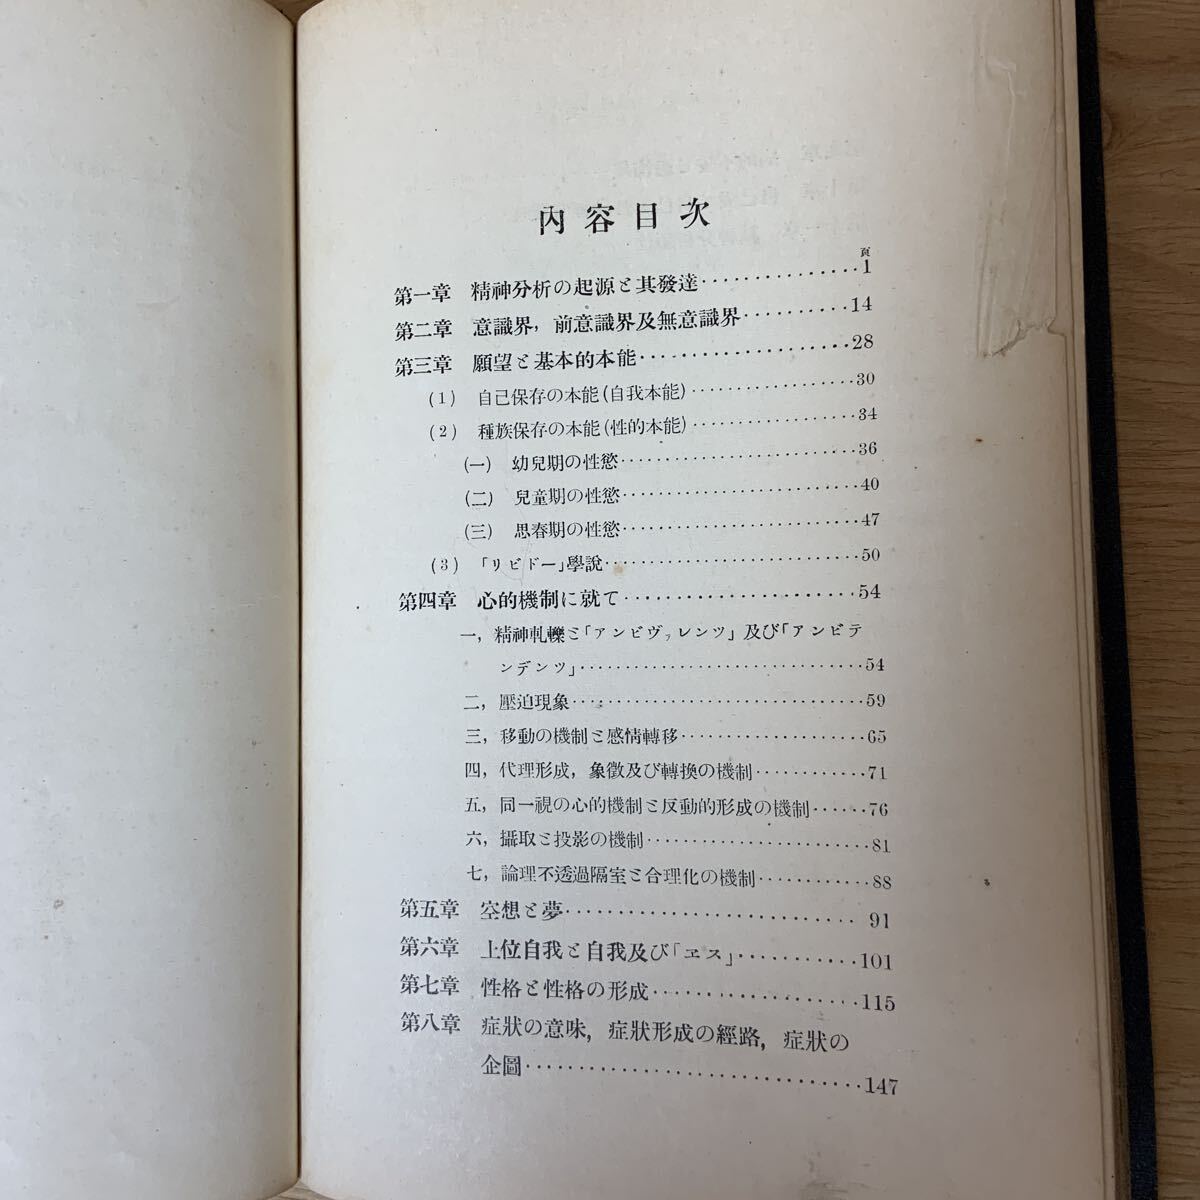 內容目次
頁
第一章 精神分析の起源と其發達・・・・・・・・・・・・・・・1
第二章 意識界，前意識界及無意識界・・・・・・・・・・14
第三章 願望と基本的本能・・・・・・・・・・・・・・・・・・28
(1) 自己保存の本能(自我本能)・・・・・・・・・・・・・・30
(2) 種族保存の本能(性的本能)・・・・・・・・・・・・・・34
(一) 幼兒期の性慾・・・・・・・・・・・・・・・・・・・・36
(二) 兒童期の性慾・・・・・・・・・・・・・・・・・・・・40
(三) 思春期の性慾・・・・・・・・・・・・・・・・・・・・47
(3) 「リビドー」學說・・・・・・・・・・・・・・・・・・・・50
第四章 心的機制に就て・・・・・・・・・・・・・・・・・・・54
一，精神軋轢と「アンビヴァレンツ」及び「アンビテ
ンデンツ」・・・・・・・・・・・・・・・・・・・・・・・54
二，壓迫現象・・・・・・・・・・・・・・・・・・・・・・・59
三，移動の機制と感情轉移・・・・・・・・・・・・・・・65
四，代理形成，象徵及び轉換の機制・・・・・・・・・71
五，同一視の心的機制と反動的形成の機制・・・・・・76
六，攝取と投影の機制・・・・・・・・・・・・・・・・・81
七，論理不透過隔室と合理化の機制・・・・・・・・・88
第五章 空想と夢・・・・・・・・・・・・・・・・・・・・・・91
第六章 上位自我と自我及び「ヱス」・・・・・・・・・・101
第七章 性格と性格の形成・・・・・・・・・・・・・・・・・115
第八章 症狀の意味，症狀形成の經路，症狀の
企圖・・・・・・・・・・・・・・・・・・・・・・・・・・147